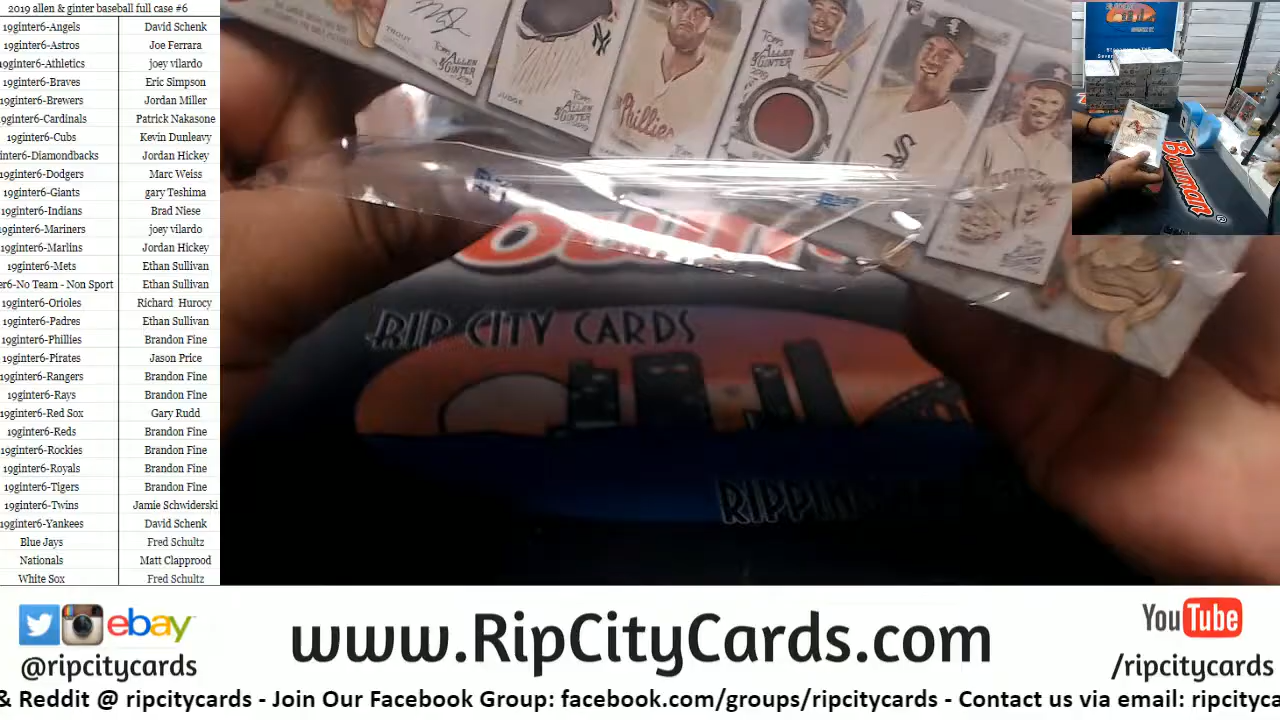 2019 allen & ginter baseball full case #6
19ginter6-Angels David Schenk
19ginter6-Astros Joe Ferrara
19ginter6-Athletics joey vilardo
19ginter6-Braves Eric Simpson
19ginter6-Brewers Jordan Miller
19ginter6-Cardinals Patrick Nakasone
19ginter6-Cubs Kevin Dunleavy
inter6-Diamondbacks Jordan Hickey
19ginter6-Dodgers Marc Weiss
19ginter6-Giants gary Teshima
19ginter6-Indians Brad Niese
19ginter6-Mariners joey vilardo
19ginter6-Marlins Jordan Hickey
19ginter6-Mets Ethan Sullivan
er6-No Team - Non Sport Ethan Sullivan
19ginter6-Orioles Richard Hurocy
19ginter6-Padres Ethan Sullivan
19ginter6-Phillies Brandon Fine
19ginter6-Pirates Jason Price
19ginter6-Rangers Brandon Fine
19ginter6-Rays Brandon Fine
19ginter6-Red Sox Gary Rudd
19ginter6-Reds Brandon Fine
19ginter6-Rockies Brandon Fine
19ginter6-Royals Brandon Fine
19ginter6-Tigers Brandon Fine
19ginter6-Twins Jamie Schwiderski
19ginter6-Yankees David Schenk
Blue Jays Fred Schultz
Nationals Matt Clapprood
White Sox Fred Schultz
TROUT
JUDGE
Phillies
TOPPS ALLEN & GINTER 2019
RIP CITY CARDS
BOWMAN
ebay
@ripcitycards
www.RipCityCards.com
YouTube
/ripcitycards
& Reddit @ ripcitycards - Join Our Facebook Group: facebook.com/groups/ripcitycards - Contact us via email: ripcityca